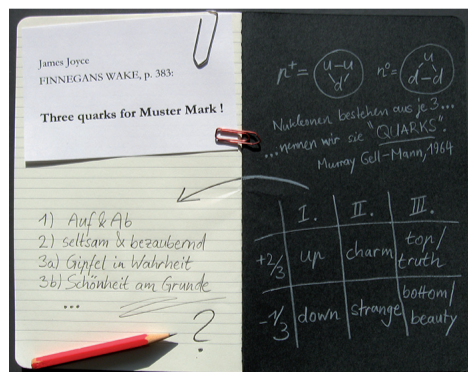 James Joyce
FINNEGANS WAKE, p. 383:
Three quarks for Muster Mark !
1) Auf & Ab
2) seltsam & bezaubernd
3a) Gipfel in Wahrheit
3b) Schönheit am Grunde
...
?
n⁺ = u-u d n⁰ = u d-d
Nukleonen bestehen aus je 3...
...nennen wir sie "QUARKS".
Murray Gell-Mann, 1964
I. II. III.
+2/3 up charm top/
truth
-1/3 down strange bottom/
beauty